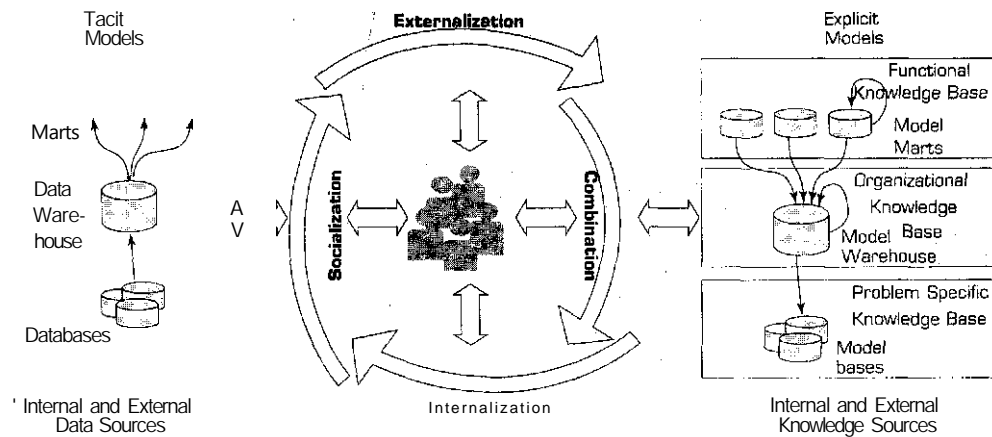 Tacit
Models
Marts
Data
Ware-
house
Databases
' Internal and External
Data Sources
A
V
Externalization
Socialization
Combination
Internalization
Explicit
Models
Functional
Knowledge Base
Model
Marts
Organizational
Knowledge
Base
Model
Warehouse
Problem Specific
Knowledge Base
Model
bases
Internal and External
Knowledge Sources